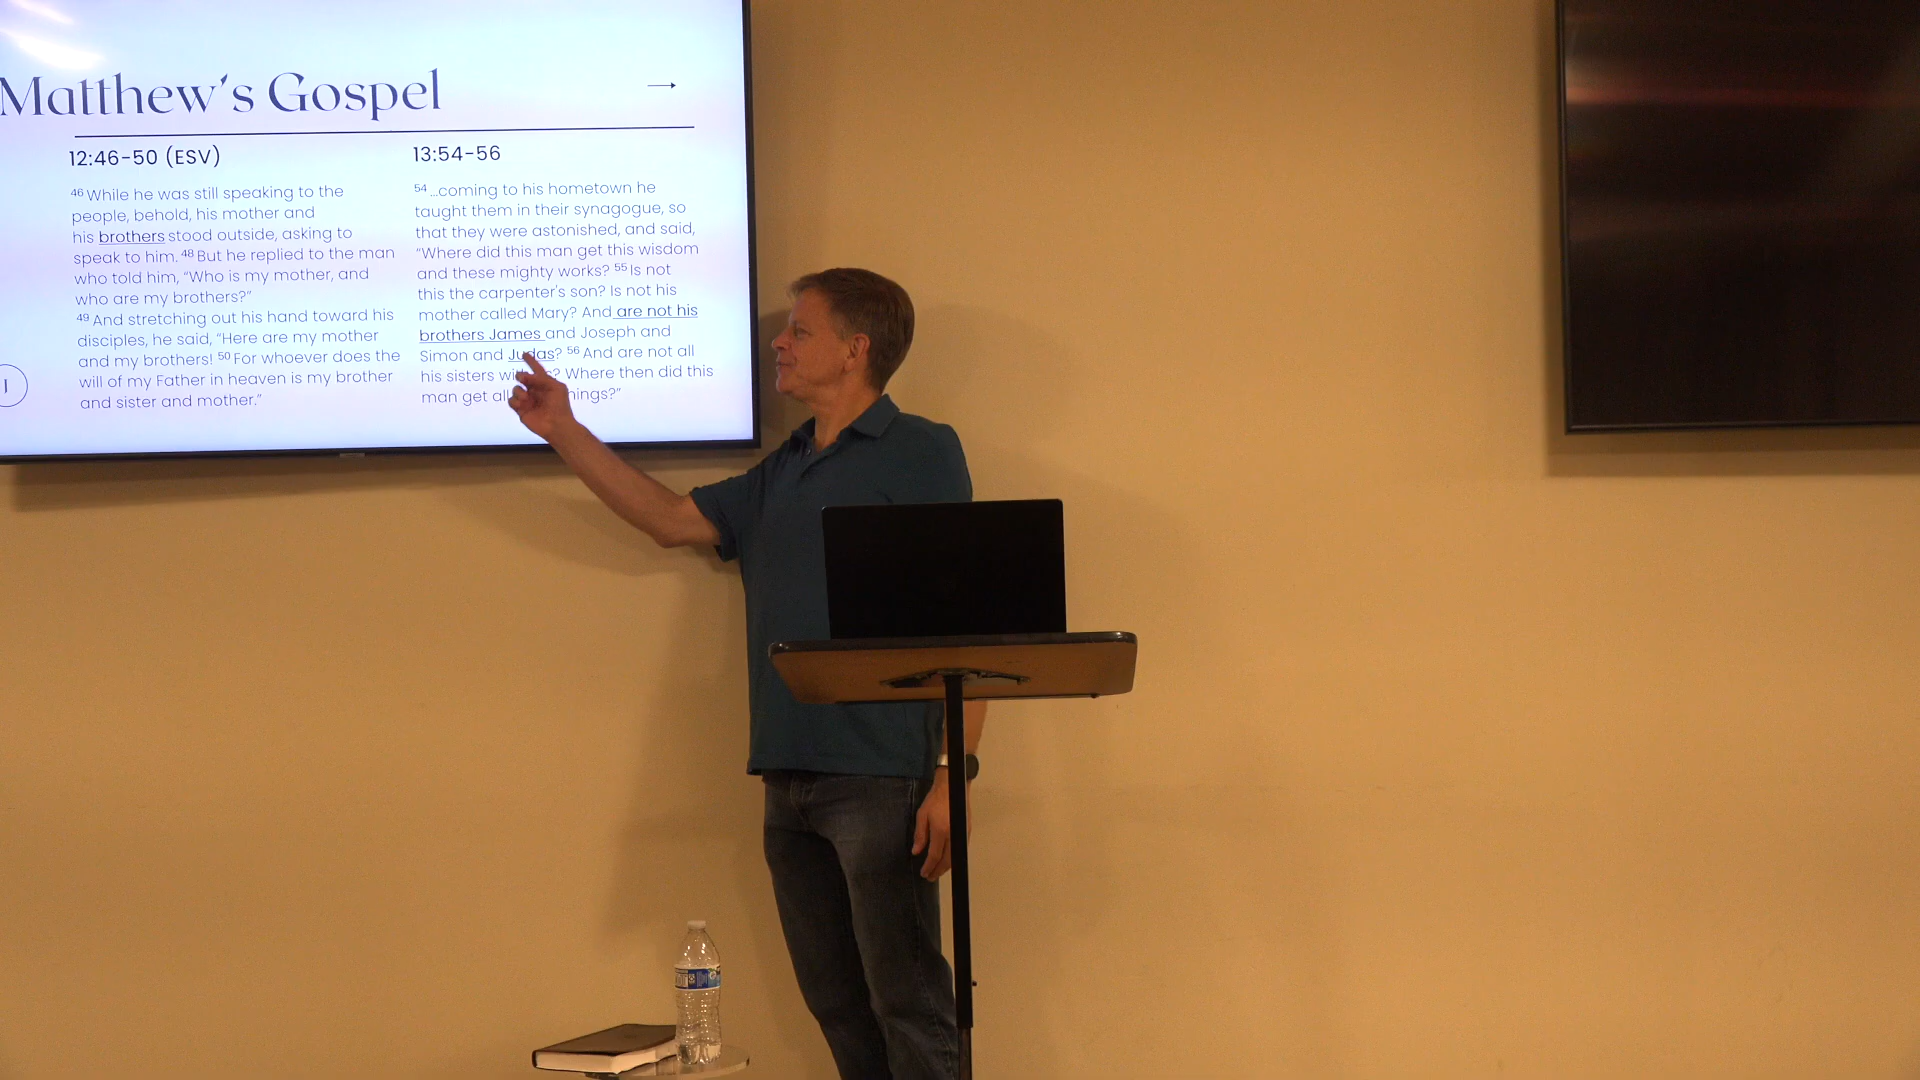 Matthew's Gospel
12:46-50 (ESV)
46 While he was still speaking to the
people, behold, his mother and
his brothers stood outside, asking to
speak to him. 48 But he replied to the man
who told him, “Who is my mother, and
who are my brothers?”
49 And stretching out his hand toward his
disciples, he said, “Here are my mother
and my brothers! 50 For whoever does the
will of my Father in heaven is my brother
and sister and mother.”
13:54-56
54 ...coming to his hometown he
taught them in their synagogue, so
that they were astonished, and said,
“Where did this man get this wisdom
and these mighty works? 55 Is not
this the carpenter's son? Is not his
mother called Mary? And are not his
brothers James and Joseph and
Simon and Judas? 56 And are not all
his sisters Where then did this
man get